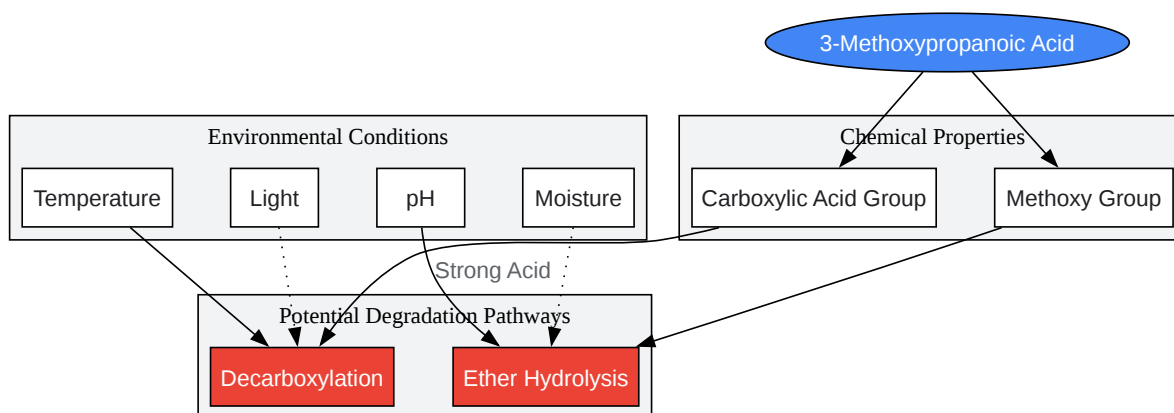 3-Methoxypropanoic Acid
Environmental Conditions
Chemical Properties
Temperature
Light
pH
Moisture
Carboxylic Acid Group
Methoxy Group
Strong Acid
Potential Degradation Pathways
Decarboxylation
Ether Hydrolysis